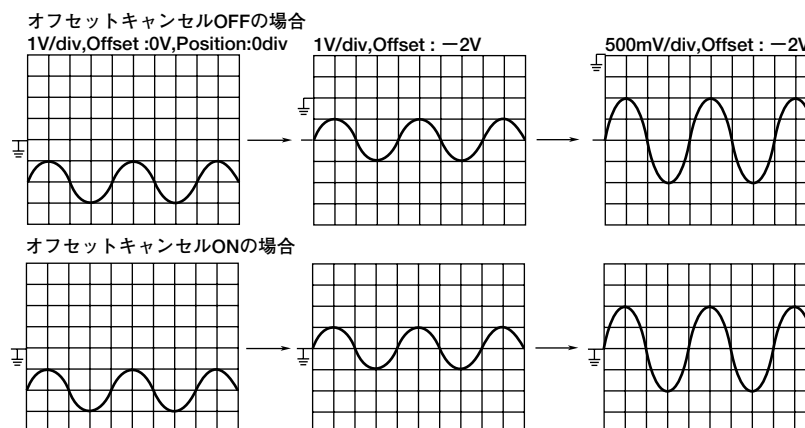 オフセットキャンセルOFFの場合
1V/div,Offset :0V,Position:0div
1V/div,Offset : －2V
500mV/div,Offset : －2V
オフセットキャンセルONの場合